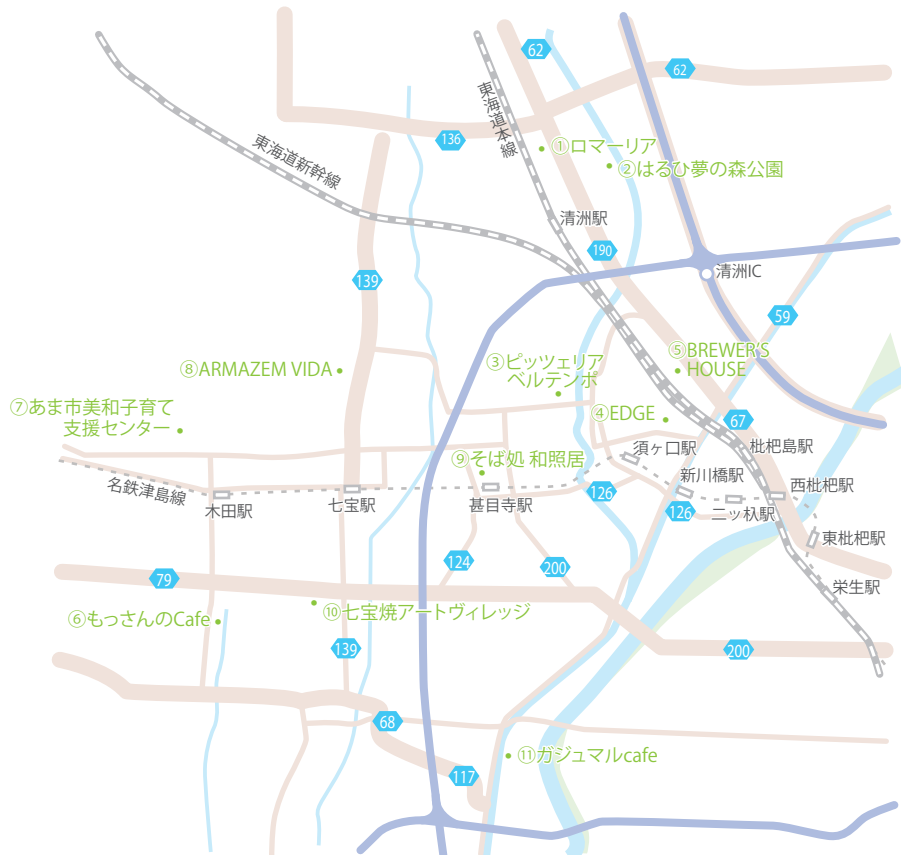 62
62
東海道本線
136
①ロマーリア
②はるひ夢の森公園
東海道新幹線
清洲駅
190
清洲IC
139
59
⑤BREWER'S
HOUSE
③ピッツェリア
ベルテンポ
⑧ARMAZEM VIDA
⑦あま市美和子育て
支援センター
④EDGE
67
枇杷島駅
須ヶ口駅
⑨そば処 和照居
新川橋駅
西枇杷駅
名鉄津島線
木田駅
七宝駅
甚目寺駅
126
126
二ッ杁駅
東枇杷駅
124
200
79
栄生駅
⑥もっさんのCafe
⑩七宝焼アートヴィレッジ
139
200
68
⑪ガジュマルcafe
117